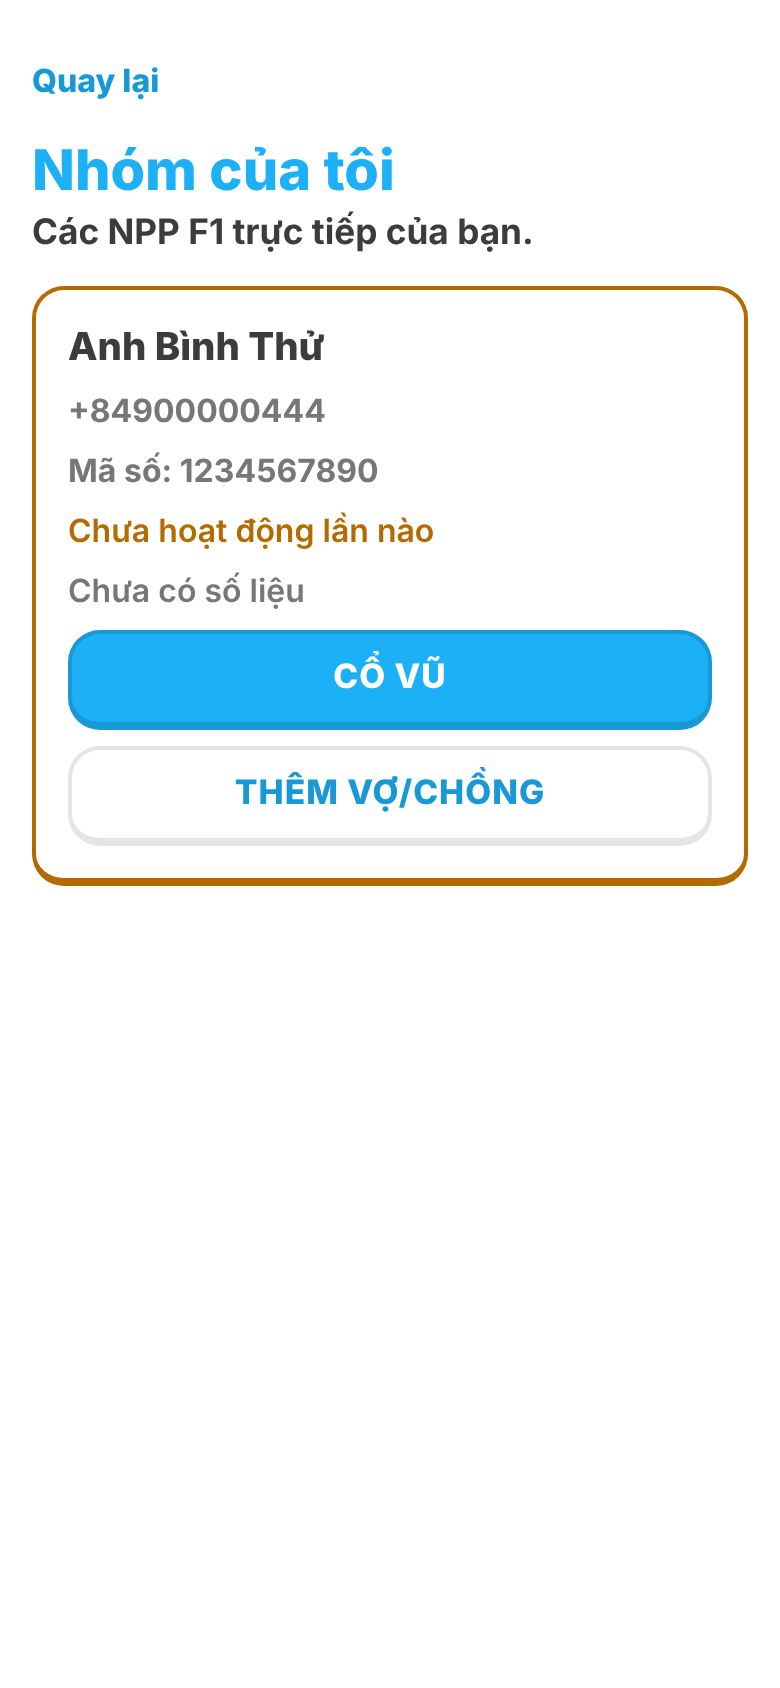 Quay lại
Nhóm của tôi
Các NPP F1 trực tiếp của bạn.
Anh Bình Thử
+84900000444
Mã số: 1234567890
Chưa hoạt động lần nào
Chưa có số liệu
CỔ VŨ
THÊM VỢ/CHỒNG